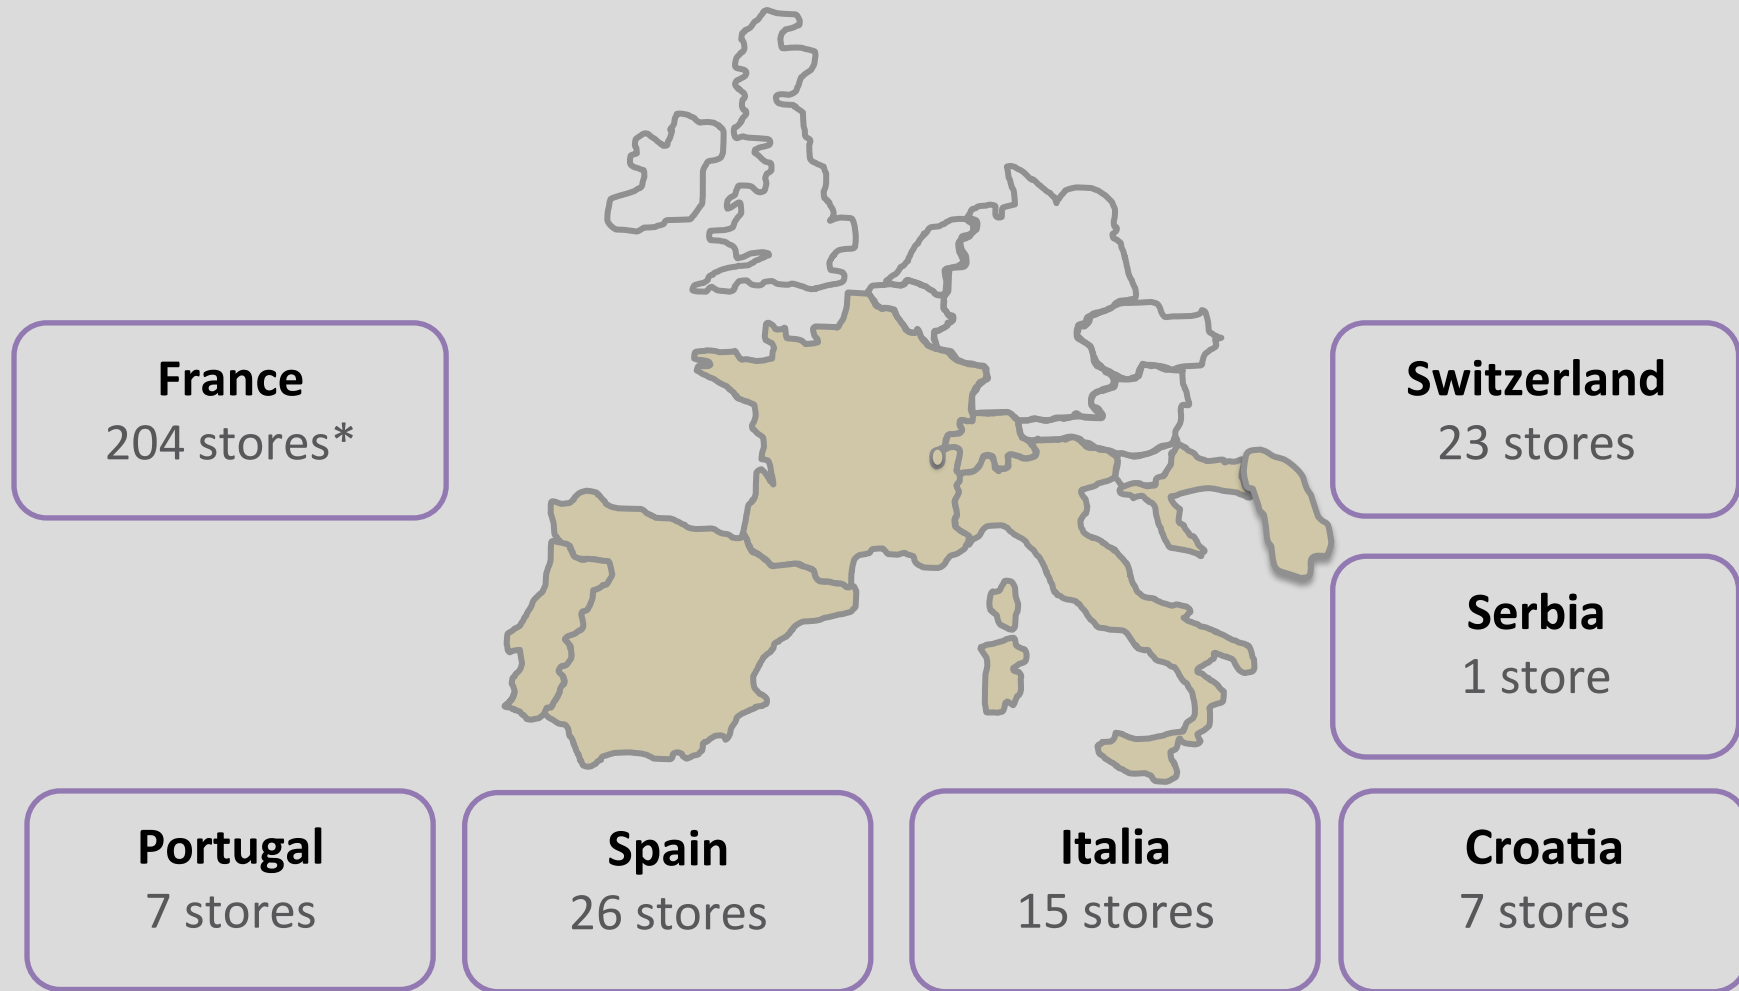 France
204 stores*
Switzerland
23 stores
Serbia
1 store
Portugal
7 stores
Spain
26 stores
Italia
15 stores
Croatia
7 stores